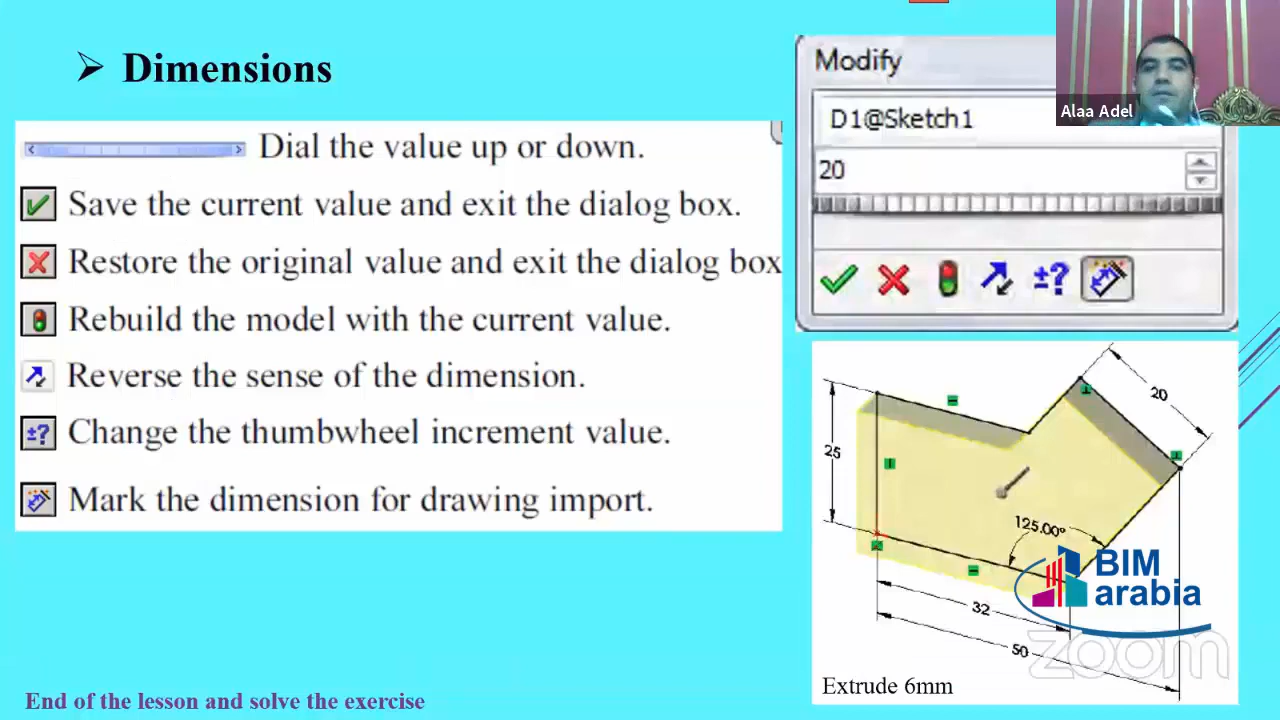 ➢ Dimensions
Dial the value up or down.
Save the current value and exit the dialog box.
Restore the original value and exit the dialog box
Rebuild the model with the current value.
Reverse the sense of the dimension.
±? Change the thumbwheel increment value.
Mark the dimension for drawing import.
End of the lesson and solve the exercise
Modify
D1@Sketch1
20
±?
Alaa Adel
20
25
125.00°
32
50
BIM
arabia
zoom
Extrude 6mm